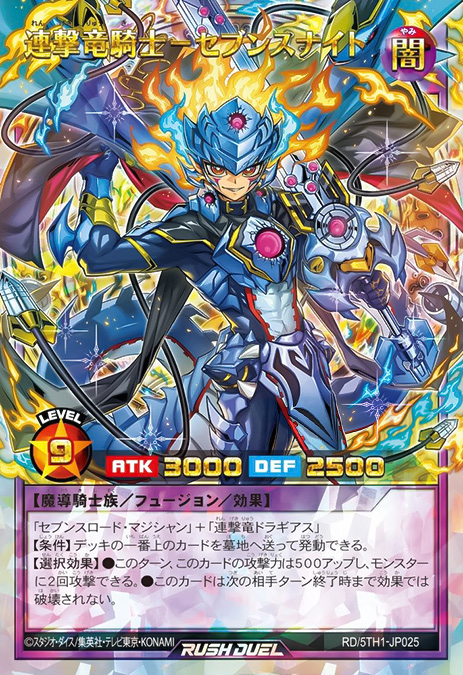 連撃竜騎士－セブンスナイト
闇
LEVEL
9
ATK 3000 DEF 2500
【魔導騎士族／フュージョン／効果】
「セブンスロード・マジシャン」＋「連撃竜ドラギアス」
【条件】デッキの一番上のカードを墓地へ送って発動できる。
【選択効果】●このターン、このカードの攻撃力は500アップし、モンスター
に2回攻撃できる。●このカードは次の相手ターン終了時まで効果では
破壊されない。
©スタジオ・ダイス/集英社・テレビ東京・KONAMI
RUSH DUEL
RD/5TH1-JP025